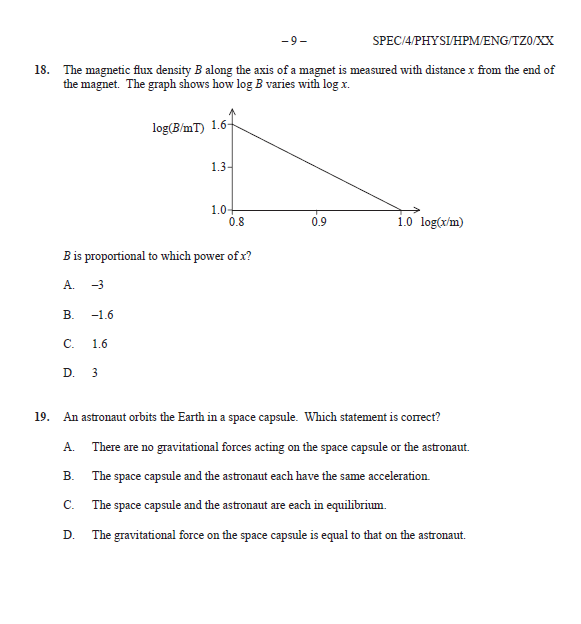 – 9 –    SPEC/4/PHYSI/HPM/ENG/TZ0/XX
18. The magnetic flux density B along the axis of a magnet is measured with distance x from the end of
the magnet. The graph shows how log B varies with log x.
log(B/mT) 1.6
1.3
1.0
0.8 0.9 1.0 log(x/m)
B is proportional to which power of x?
A. –3
B. –1.6
C. 1.6
D. 3
19. An astronaut orbits the Earth in a space capsule. Which statement is correct?
A. There are no gravitational forces acting on the space capsule or the astronaut.
B. The space capsule and the astronaut each have the same acceleration.
C. The space capsule and the astronaut are each in equilibrium.
D. The gravitational force on the space capsule is equal to that on the astronaut.